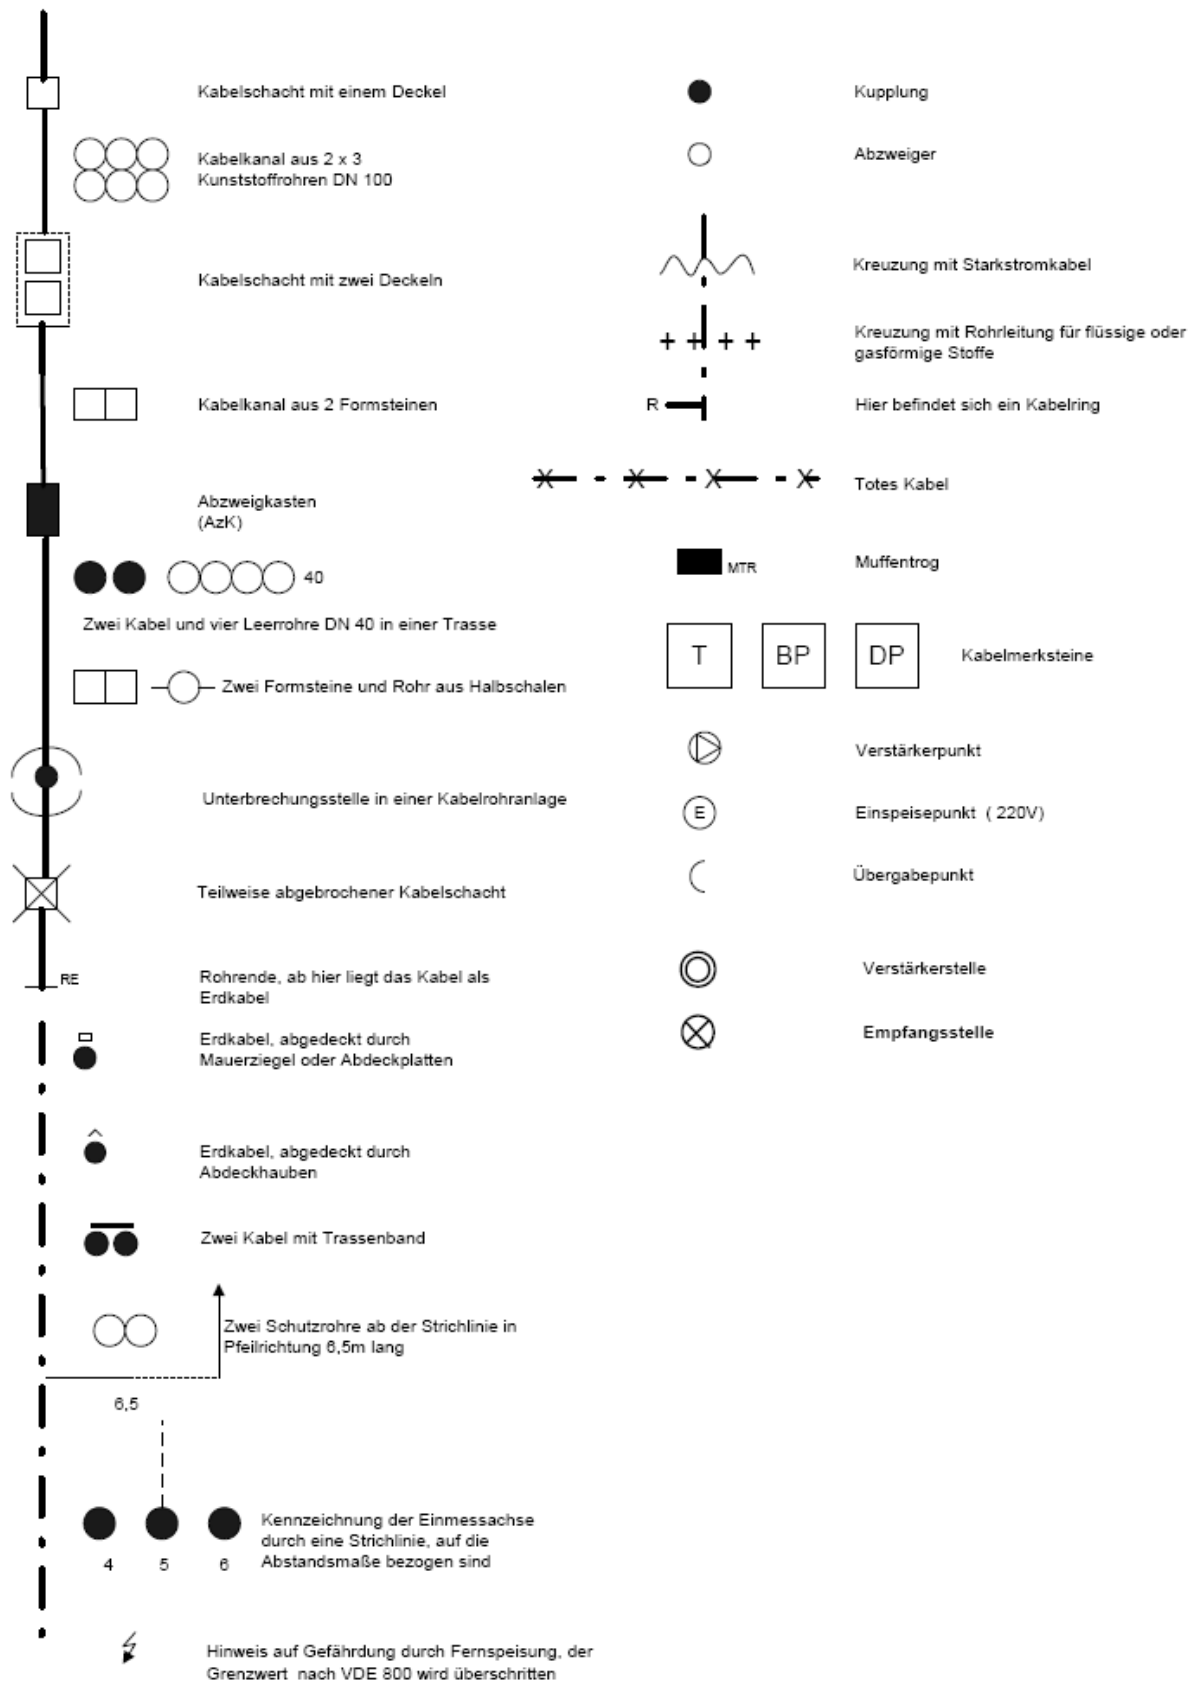 Kabelschacht mit einem Deckel
Kabelkanal aus 2 x 3
Kunststoffrohren DN 100
Kabelschacht mit zwei Deckeln
Kabelkanal aus 2 Formsteinen
Abzweigkasten
(AzK)
40
Zwei Kabel und vier Leerrohre DN 40 in einer Trasse
Zwei Formsteine und Rohr aus Halbschalen
Unterbrechungsstelle in einer Kabelrohranlage
Teilweise abgebrochener Kabelschacht
RE
Rohrende, ab hier liegt das Kabel als
Erdkabel
Erdkabel, abgedeckt durch
Mauerziegel oder Abdeckplatten
Erdkabel, abgedeckt durch
Abdeckhauben
Zwei Kabel mit Trassenband
Zwei Schutzrohre ab der Strichlinie in
Pfeilrichtung 6,5m lang
6,5
Kennzeichnung der Einmessachse
durch eine Strichlinie, auf die
Abstandsmaße bezogen sind
4 5 6
Hinweis auf Gefährdung durch Fernspeisung, der
Grenzwert nach VDE 800 wird überschritten
Kupplung
Abzweiger
Kreuzung mit Starkstromkabel
Kreuzung mit Rohrleitung für flüssige oder
gasförmige Stoffe
R
Hier befindet sich ein Kabelring
Totes Kabel
MTR
Muffentrog
T BP DP
Kabelmerksteine
Verstärkerpunkt
E
Einspeisepunkt ( 220V)
Übergabepunkt
Verstärkerstelle
Empfangsstelle